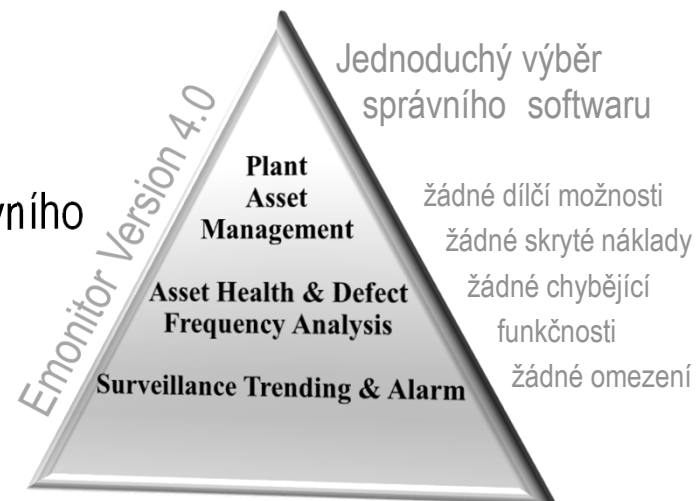 Jednoduchý výběr
správního softwaru
Emonitor Version 4.0
Plant
Asset
Management
Asset Health & Defect
Frequency Analysis
Surveillance Trending & Alarm
žádné dílčí možnosti
žádné skryté náklady
žádné chybějící
funkčnosti
žádné omezení